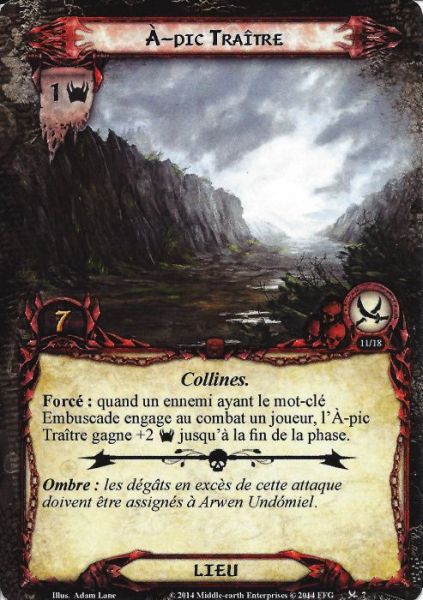 À-pic Traître
1
7
11/18
Collines.
Forcé : quand un ennemi ayant le mot-clé
Embuscade engage au combat un joueur, l'À-pic
Traître gagne +2 jusqu'à la fin de la phase.
Ombre : les dégâts en excès de cette attaque
doivent être assignés à Arwen Undómiel.
LIEU
Illus. Adam Lane © 2014 Middle-earth Enterprises © 2014 FFG 7